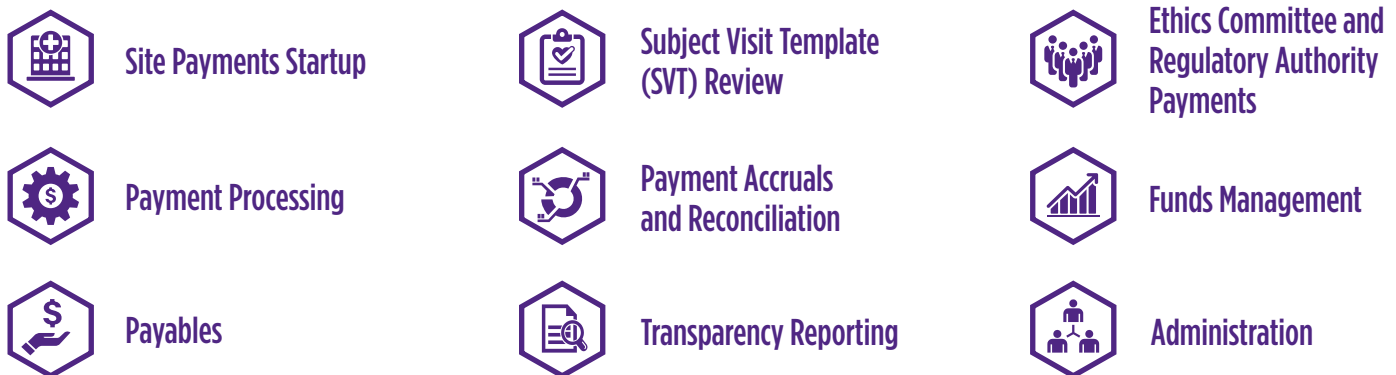 Site Payments Startup
Subject Visit Template
(SVT) Review
Ethics Committee and
Regulatory Authority
Payments
Payment Processing
Payment Accruals
and Reconciliation
Funds Management
Payables
Transparency Reporting
Administration